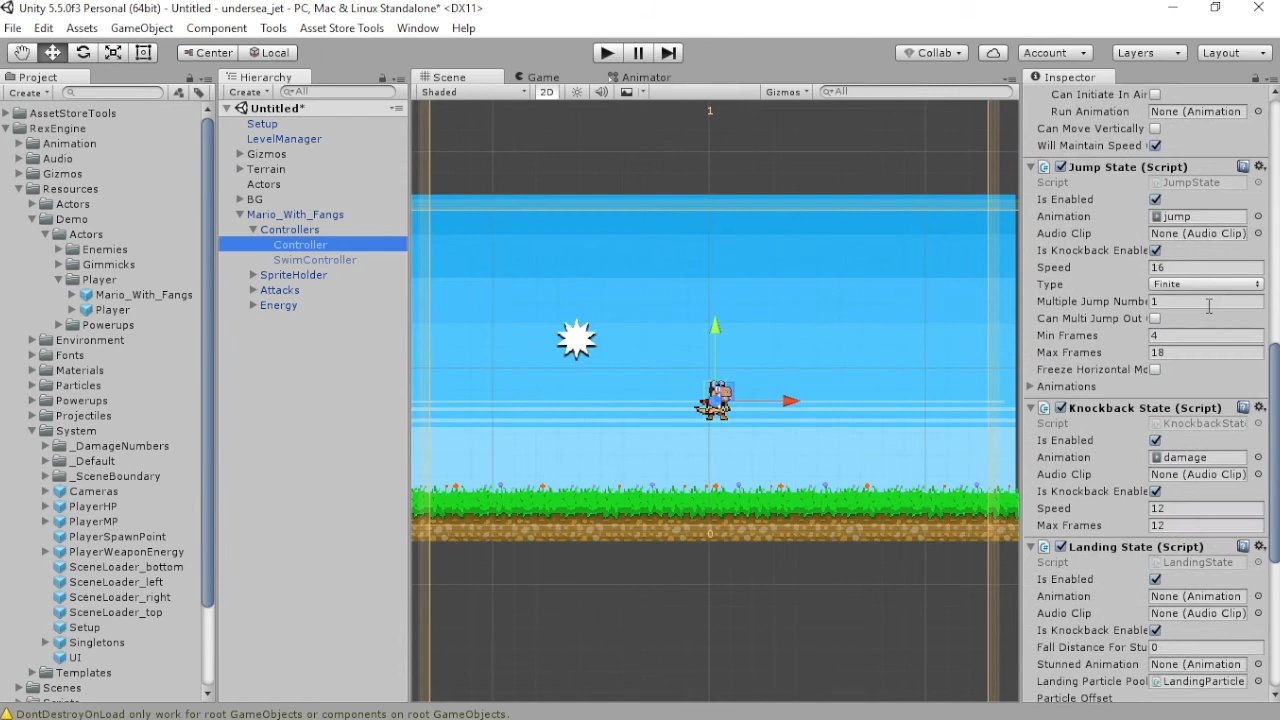 Unity 5.5.0f3 Personal (64bit) - Untitled - undersea_jet - PC, Mac & Linux Standalone* <DX11>
File Edit Assets GameObject Component Tools Asset Store Tools Window Help
Center Local Collab Account Layers Layout
Project
Create
AssetStoreTools
RexEngine
Animation
Audio
Gizmos
Resources
Actors
Demo
Actors
Enemies
Gimmicks
Player
Mario_With_Fangs
Player
Powerups
Environment
Fonts
Materials
Particles
Powerups
Projectiles
System
_DamageNumbers
_Default
_SceneBoundary
Cameras
PlayerHP
PlayerMP
PlayerSpawnPoint
PlayerWeaponEnergy
SceneLoader_bottom
SceneLoader_left
SceneLoader_right
SceneLoader_top
Setup
Singletons
UI
Templates
Scenes
Hierarchy
Create All
Untitled*
Setup
LevelManager
Gizmos
Terrain
Actors
BG
Mario_With_Fangs
Controllers
Controller
SwimController
SpriteHolder
Attacks
Energy
Scene Game Animator
Shaded 2D Gizmos All
1
0
Inspector
Can Initiate In Air
Run Animation None (Animation
Can Move Vertically
Will Maintain Speed
Jump State (Script)
Script JumpState
Is Enabled
Animation jump
Audio Clip None (Audio Clip)
Is Knockback Enable
Speed 16
Type Finite
Multiple Jump Numbe 1
Can Multi Jump Out
Min Frames 4
Max Frames 18
Freeze Horizontal Mo
Animations
Knockback State (Script)
Script KnockbackState
Is Enabled
Animation damage
Audio Clip None (Audio Clip)
Is Knockback Enable
Speed 12
Max Frames 12
Landing State (Script)
Script LandingState
Is Enabled
Animation None (Animation
Audio Clip None (Audio Clip)
Is Knockback Enable
Fall Distance For Stu 0
Stunned Animation None (Animation
Landing Particle Pool LandingParticle
Particle Offset
DontDestroyOnLoad only work for root GameObjects or components on root GameObjects.